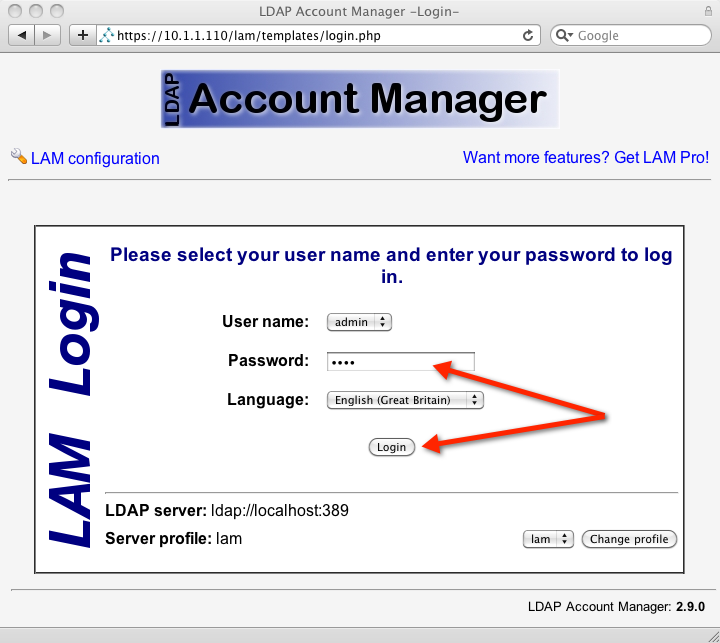 LDAP Account Manager -Login-
https://10.1.1.110/lam/templates/login.php
Google
LDAP Account Manager
LAM configuration
Want more features? Get LAM Pro!
LAM Login
Please select your user name and enter your password to log
in.
User name: admin
Password: ••••
Language: English (Great Britain)
Login
LDAP server: ldap://localhost:389
Server profile: lam
lam Change profile
LDAP Account Manager: 2.9.0